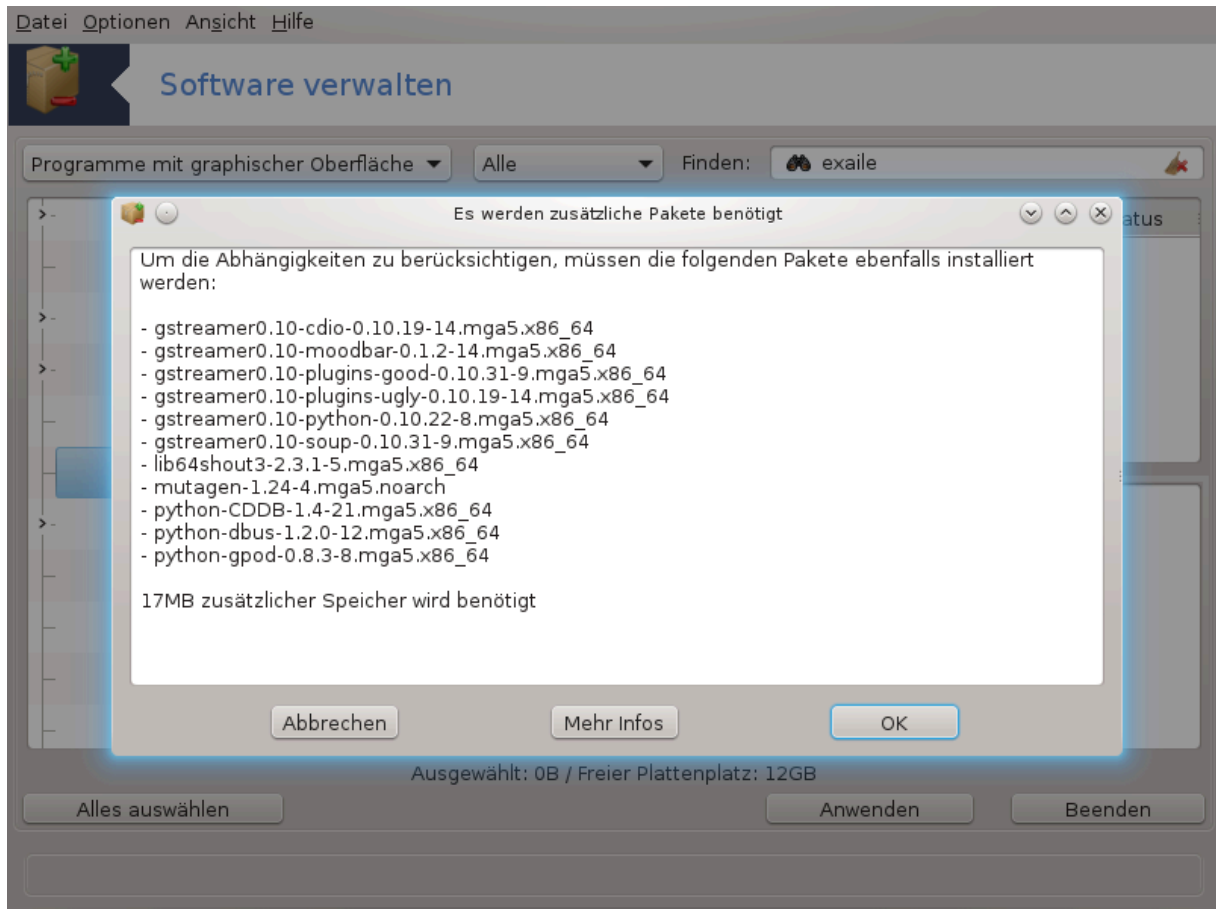 Datei Optionen Ansicht Hilfe
Software verwalten
Programme mit graphischer Oberfläche Alle Finden: exaile
Es werden zusätzliche Pakete benötigt
atus
Um die Abhängigkeiten zu berücksichtigen, müssen die folgenden Pakete ebenfalls installiert
werden:
- gstreamer0.10-cdio-0.10.19-14.mga5.x86_64
- gstreamer0.10-moodbar-0.1.2-14.mga5.x86_64
- gstreamer0.10-plugins-good-0.10.31-9.mga5.x86_64
- gstreamer0.10-plugins-ugly-0.10.19-14.mga5.x86_64
- gstreamer0.10-python-0.10.22-8.mga5.x86_64
- gstreamer0.10-soup-0.10.31-9.mga5.x86_64
- lib64shout3-2.3.1-5.mga5.x86_64
- mutagen-1.24-4.mga5.noarch
- python-CDDB-1.4-21.mga5.x86_64
- python-dbus-1.2.0-12.mga5.x86_64
- python-gpod-0.8.3-8.mga5.x86_64
17MB zusätzlicher Speicher wird benötigt
Abbrechen Mehr Infos OK
Ausgewählt: 0B / Freier Plattenplatz: 12GB
Alles auswählen Anwenden Beenden